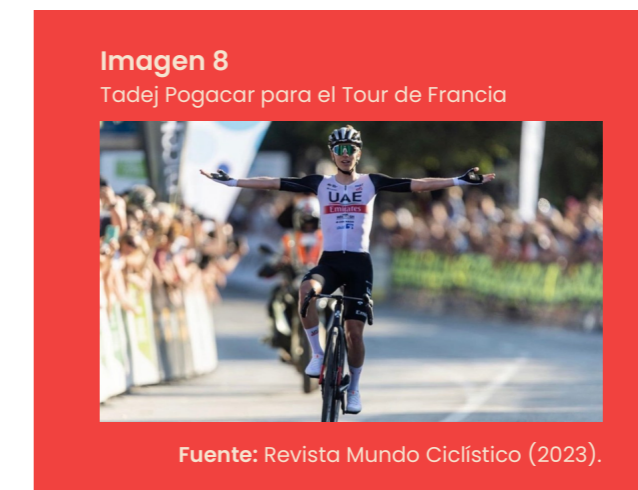 Imagen 8
Tadej Pogacar para el Tour de Francia
UAE
Emirates
Fuente: Revista Mundo Ciclístico (2023).